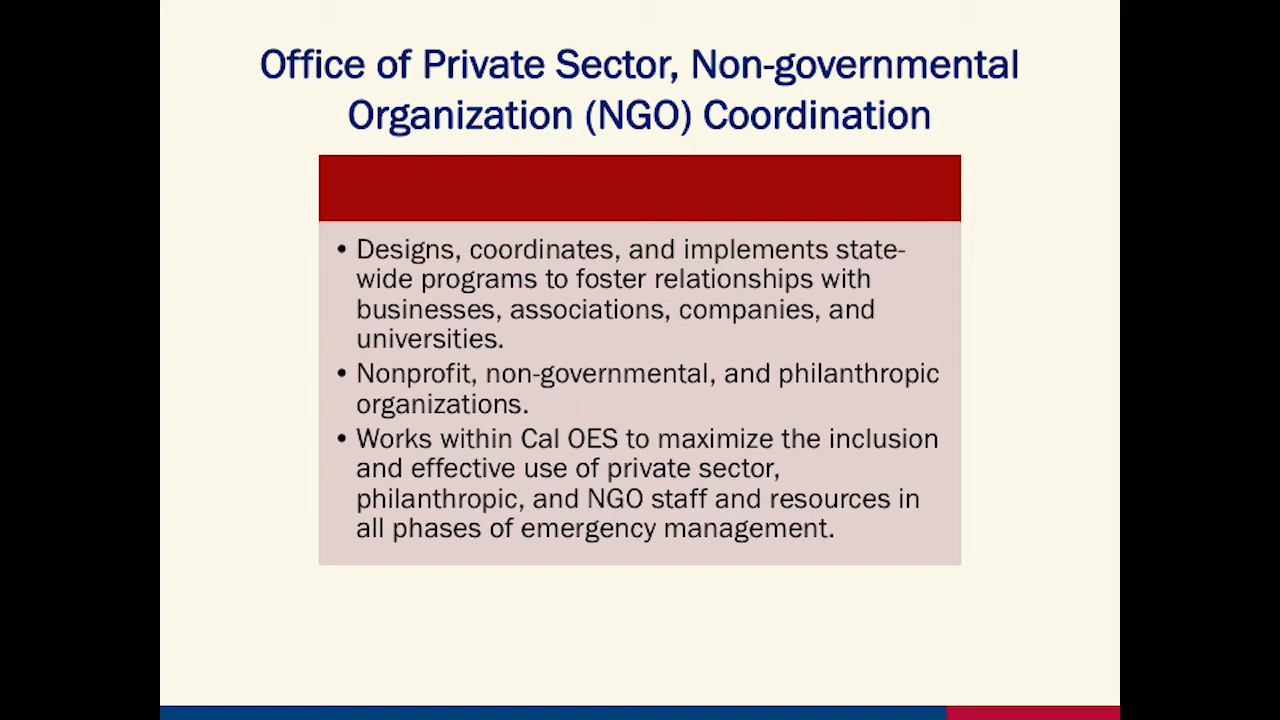 Office of Private Sector, Non-governmental
Organization (NGO) Coordination
• Designs, coordinates, and implements state-
wide programs to foster relationships with
businesses, associations, companies, and
universities.
• Nonprofit, non-governmental, and philanthropic
organizations.
• Works within Cal OES to maximize the inclusion
and effective use of private sector,
philanthropic, and NGO staff and resources in
all phases of emergency management.